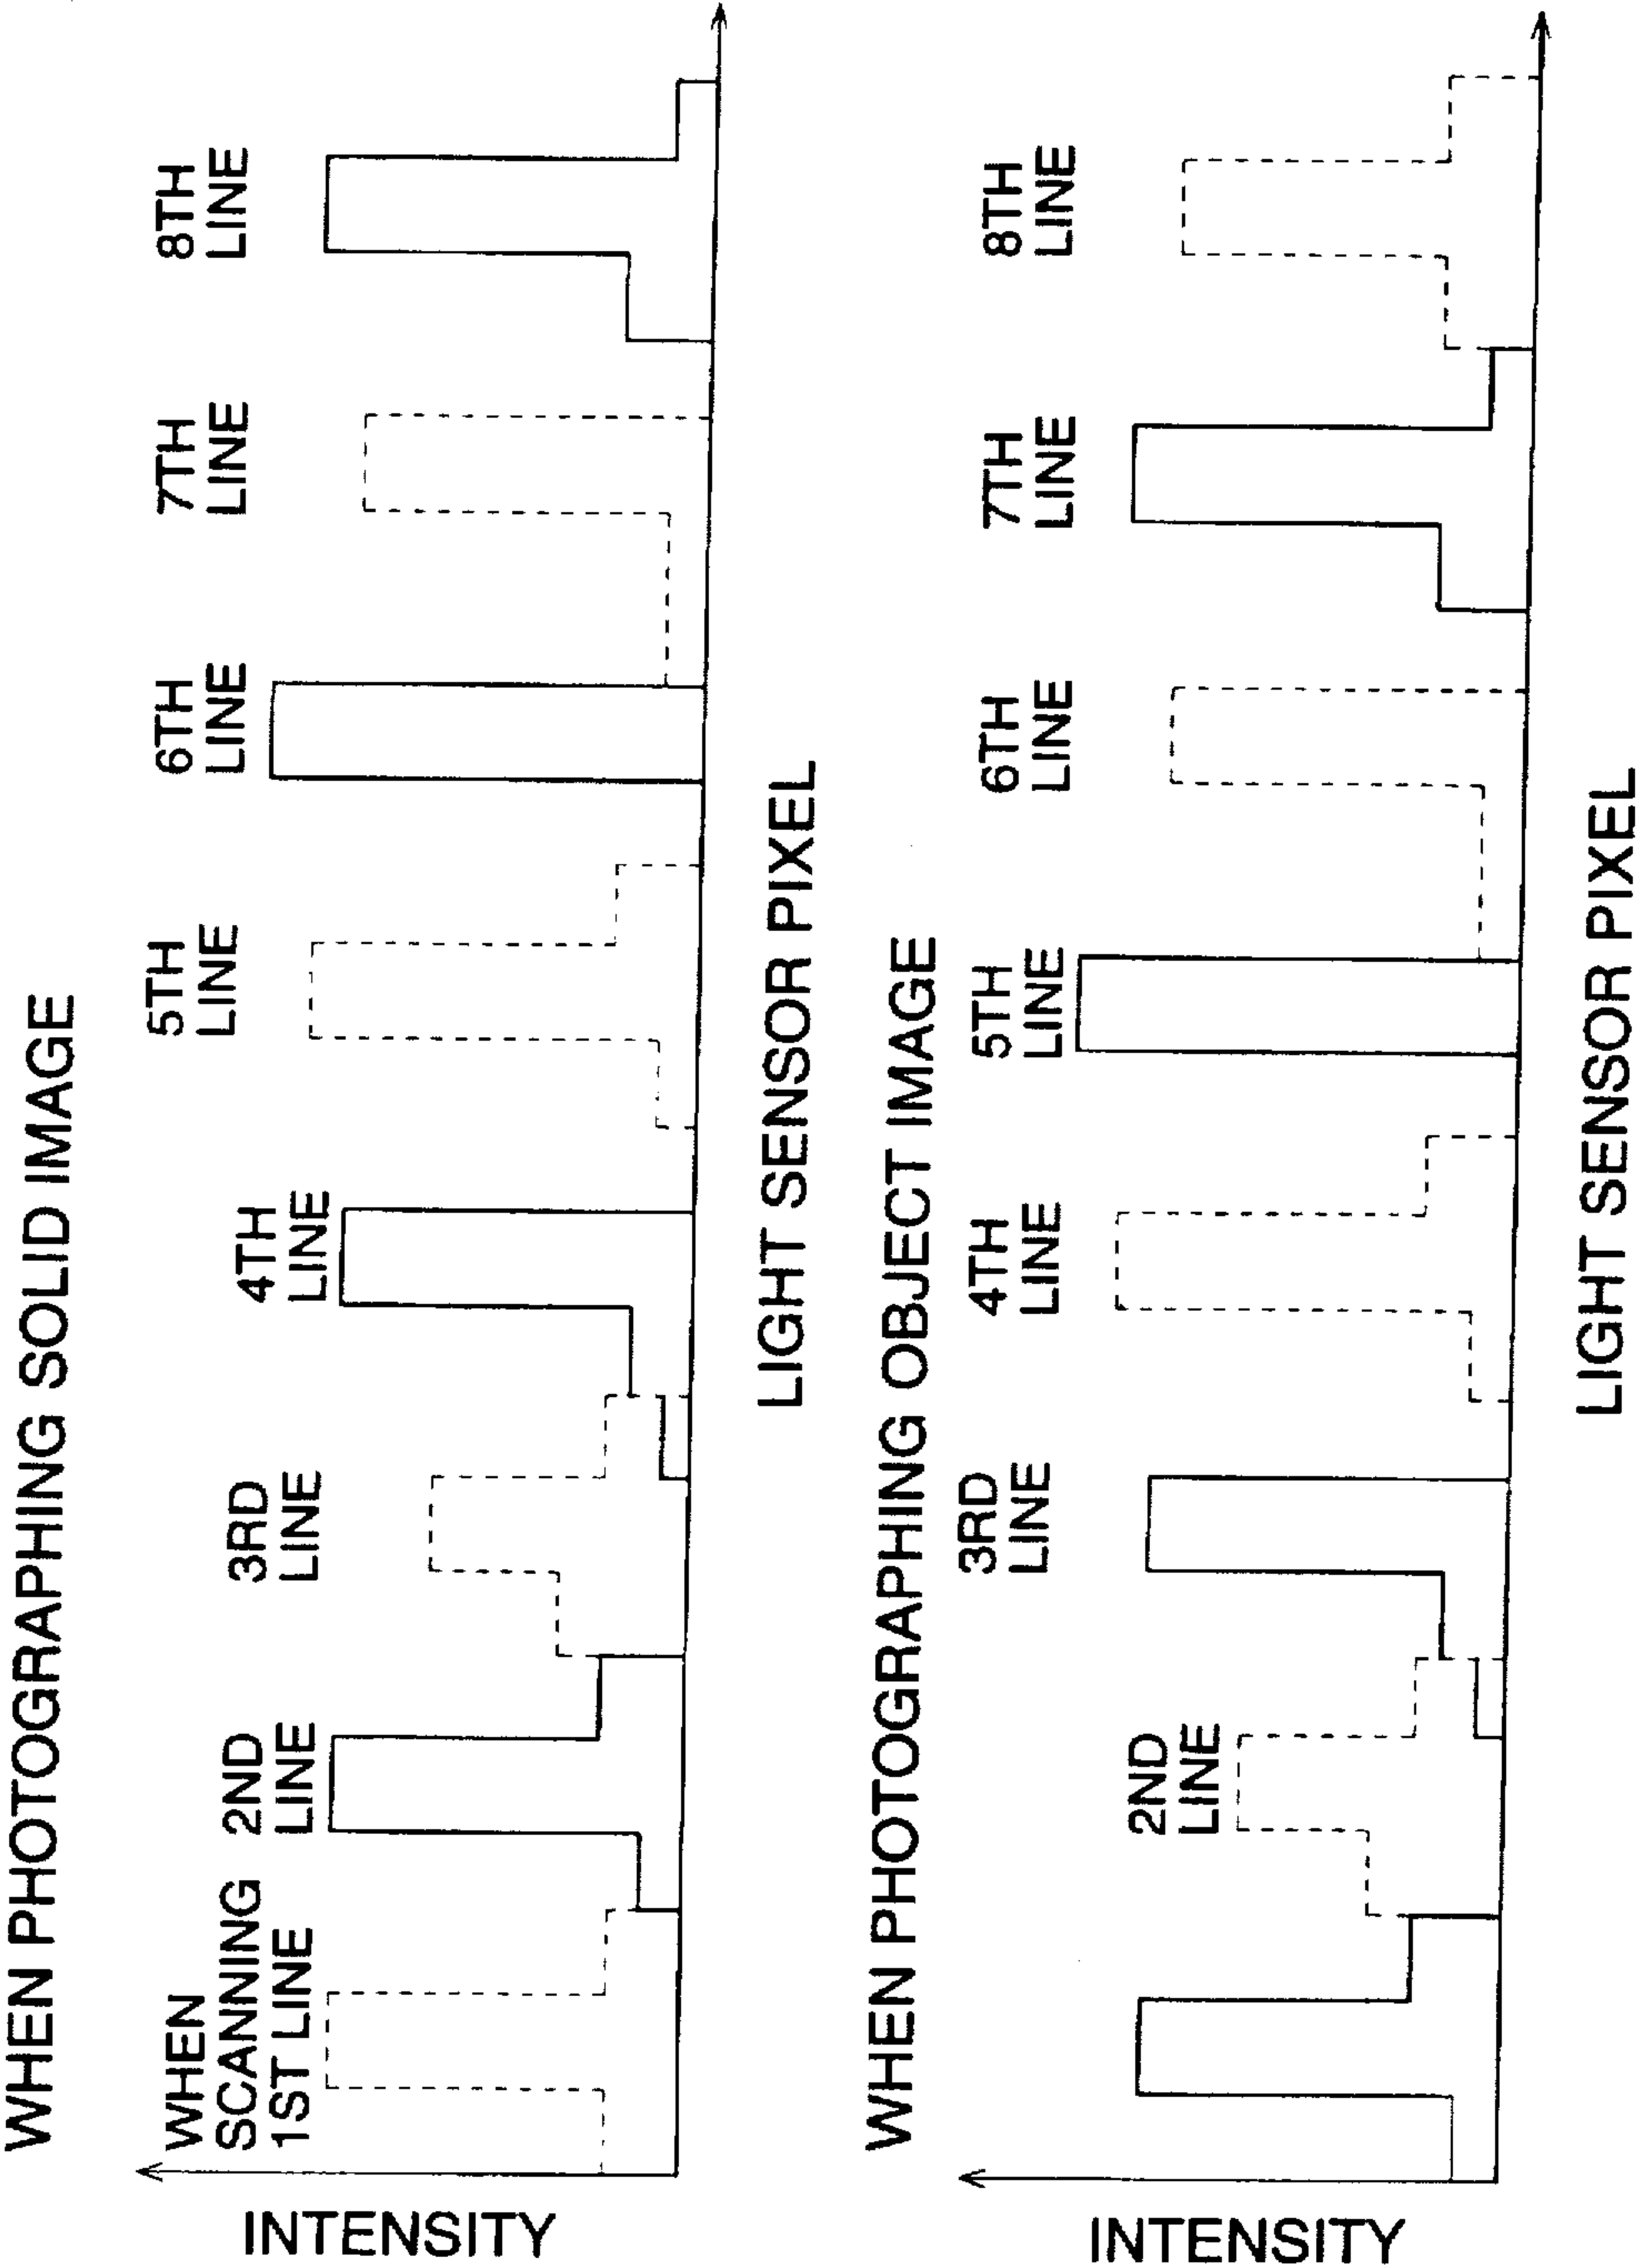 WHEN PHOTOGRAPHING SOLID IMAGE
INTENSITY
WHEN
SCANNING
1ST LINE
2ND
LINE
3RD
LINE
4TH
LINE
5TH
LINE
6TH
LINE
7TH
LINE
8TH
LINE
LIGHT SENSOR PIXEL
WHEN PHOTOGRAPHING OBJECT IMAGE
INTENSITY
2ND
LINE
3RD
LINE
4TH
LINE
5TH
LINE
6TH
LINE
7TH
LINE
8TH
LINE
LIGHT SENSOR PIXEL